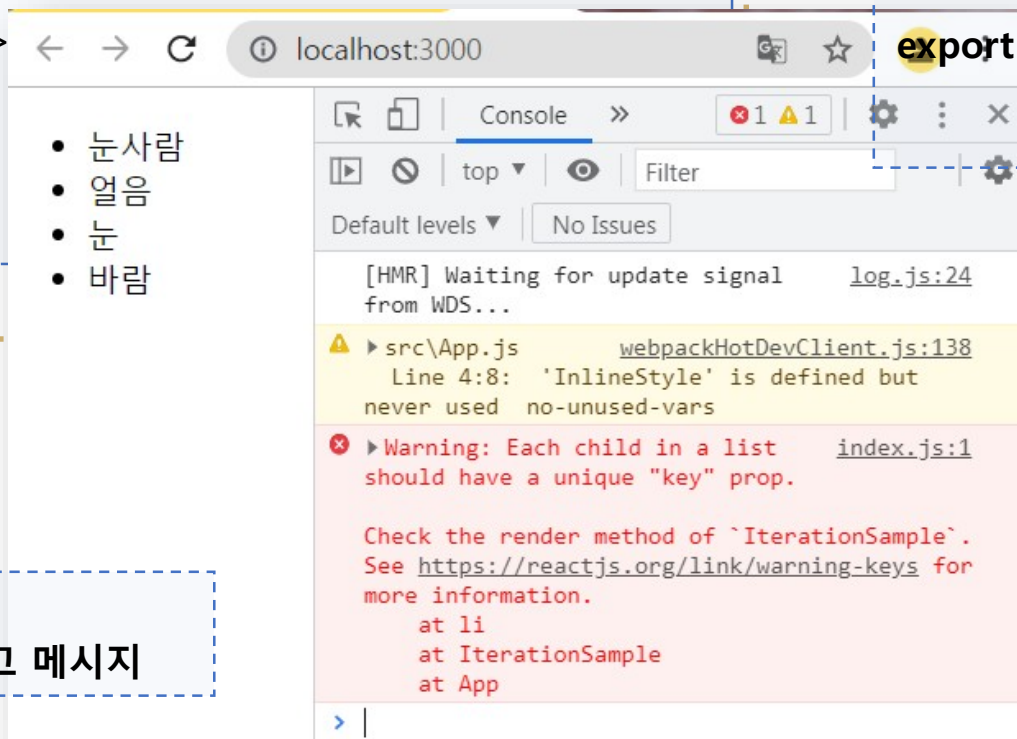 localhost:3000
export
Console
1 1
top
Filter
Default levels
No Issues
눈사람
얼음
눈
바람
[HMR] Waiting for update signal log.js:24
from WDS...
src\App.js webpackHotDevClient.js:138
Line 4:8: 'InlineStyle' is defined but
never used no-unused-vars
Warning: Each child in a list index.js:1
should have a unique "key" prop.
Check the render method of `IterationSample`.
See https://reactjs.org/link/warning-keys for
more information.
at li
at IterationSample
at App
메시지